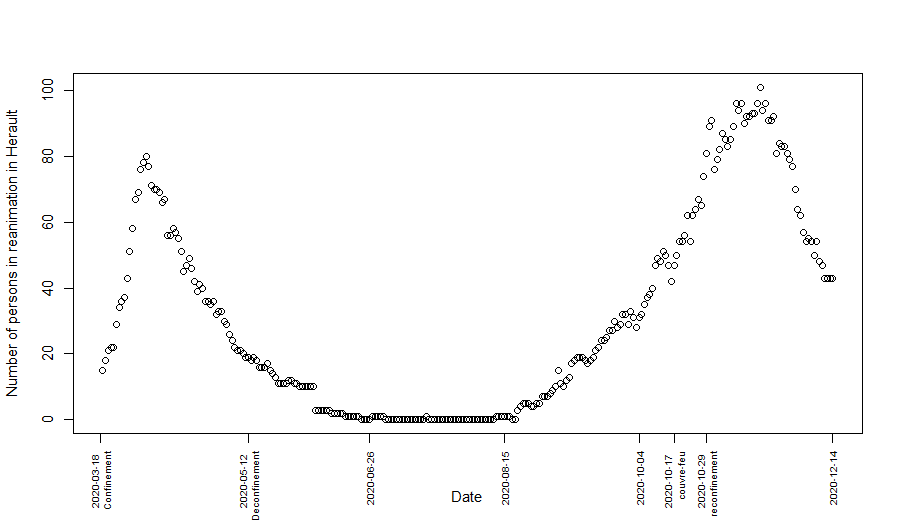 Number of persons in reanimation in Herault
100
80
60
40
20
0
2020-03-18
Confinement
2020-05-12
Deconfinement
2020-06-26
2020-08-15
2020-10-04
2020-10-17
couvre-feu
2020-10-29
reconfinement
2020-12-14
Date